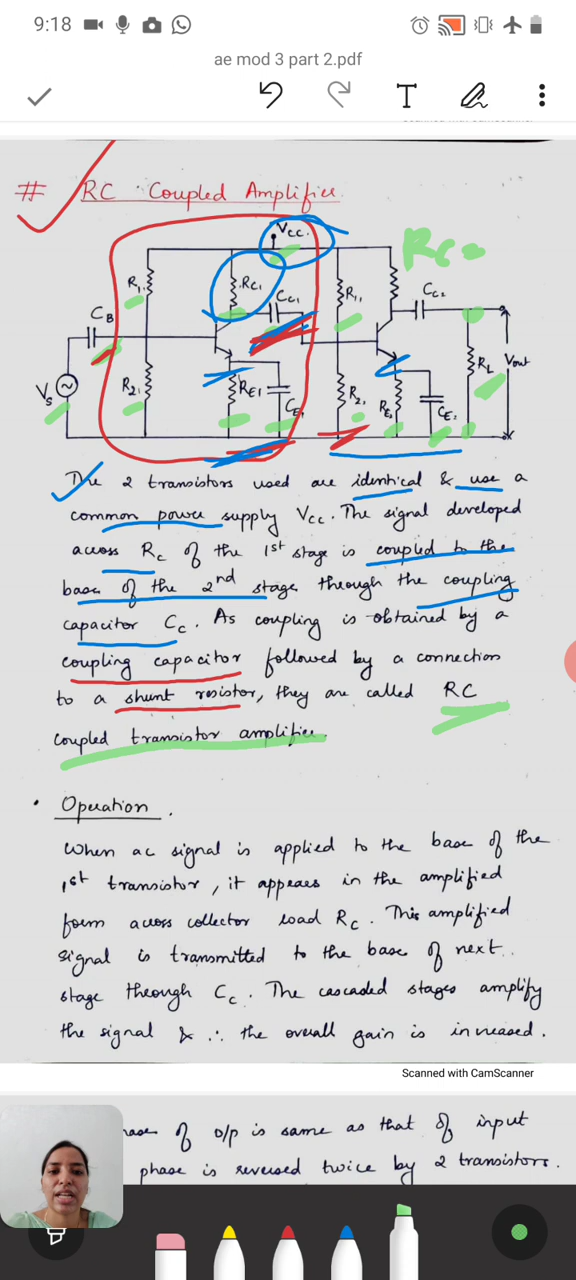 9:18
ae mod 3 part 2.pdf
T
# RC Coupled Amplifier.
Vcc.
RC2
R1,
RC1
CC1
R1,
CC2
CB
Vs
R2,
RE1
CE,
R2,
RE,
CE2
RL
Vout
The 2 transistors used are identical & use a
common power supply Vcc. The signal developed
across Rc of the 1st stage is coupled to the
base of the 2nd stage through the coupling
capacitor Cc. As coupling is obtained by a
coupling capacitor followed by a connection
to a shunt resistor, they are called RC
coupled transistor amplifier.
• Operation.
When ac signal is applied to the base of the
1st transistor, it appears in the amplified
form across collector load Rc. This amplified
signal is transmitted to the base of next
stage through Cc. The cascaded stages amplify
the signal & ∴ the overall gain is increased.
Scanned with CamScanner
of o/p is same as that of input
phase is reversed twice by 2 transistors.